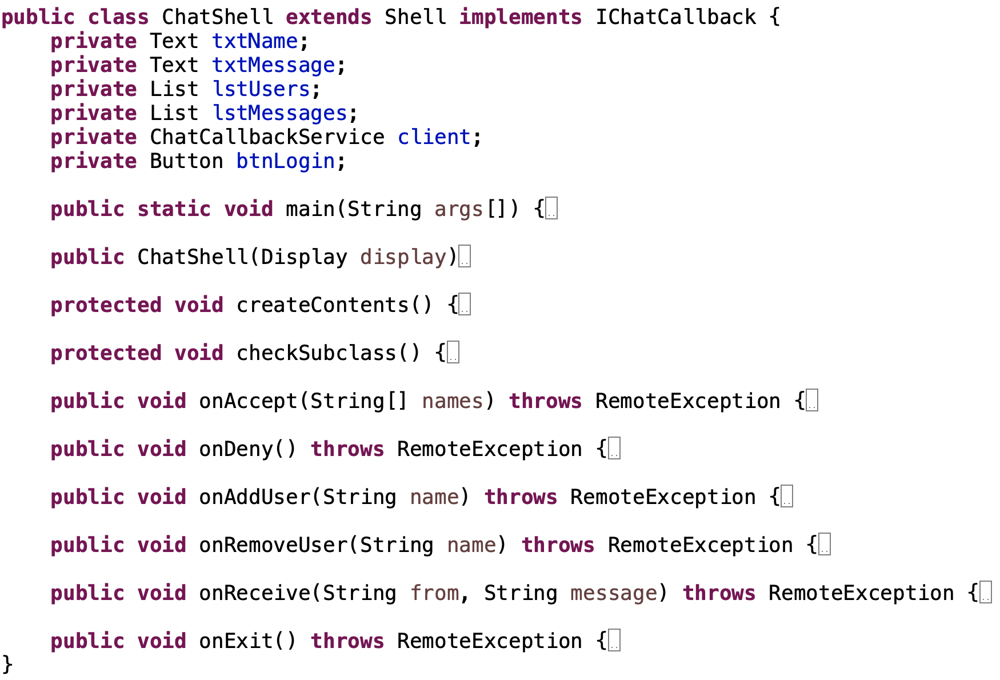 public class ChatShell extends Shell implements IChatCallback {
    private Text txtName;
    private Text txtMessage;
    private List lstUsers;
    private List lstMessages;
    private ChatCallbackService client;
    private Button btnLogin;
    public static void main(String args[]) {..
    public ChatShell(Display display)..
    protected void createContents() {..
    protected void checkSubclass() {..
    public void onAccept(String[] names) throws RemoteException {..
    public void onDeny() throws RemoteException {..
    public void onAddUser(String name) throws RemoteException {..
    public void onRemoveUser(String name) throws RemoteException {..
    public void onReceive(String from, String message) throws RemoteException {..
    public void onExit() throws RemoteException {..
}